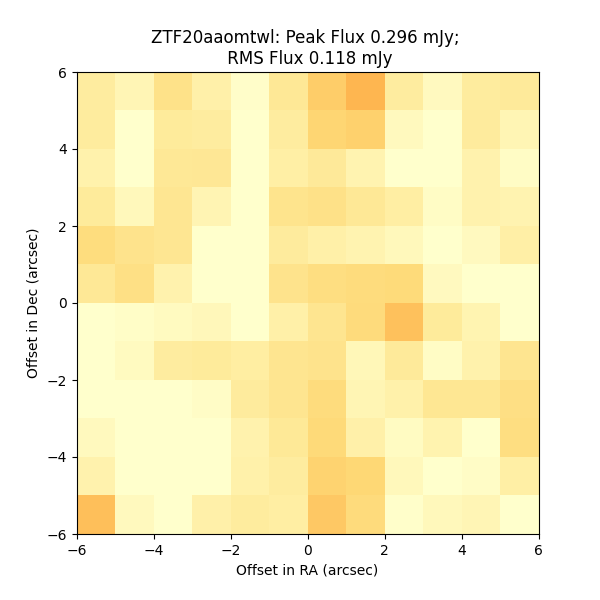 ZTF20aaomtwl: Peak Flux 0.296 mJy;
RMS Flux 0.118 mJy
6
4
2
0
−2
−4
−6
Offset in Dec (arcsec)
−6 −4 −2 0 2 4 6
Offset in RA (arcsec)